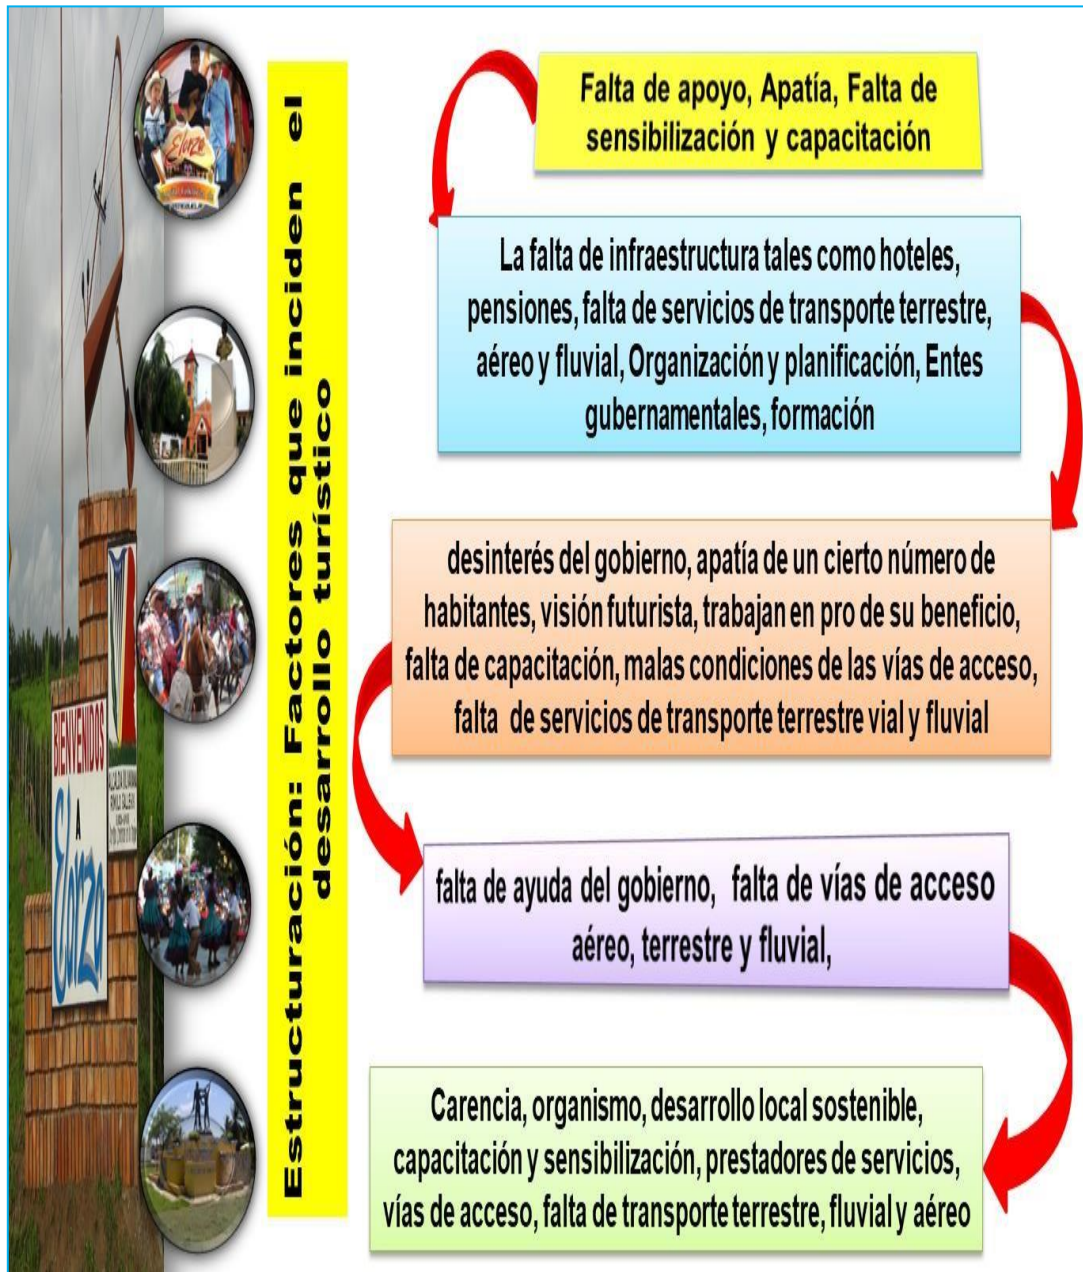 Elorza
BIENVENIDOS
A
Elorza
ALCALDIA
ROMULO GALLEGOS
Estructuración: Factores que inciden el
desarrollo turístico
Falta de apoyo, Apatía, Falta de
sensibilización y capacitación
La falta de infraestructura tales como hoteles,
pensiones, falta de servicios de transporte terrestre,
aéreo y fluvial, Organización y planificación, Entes
gubernamentales, formación
desinterés del gobierno, apatía de un cierto número de
habitantes, visión futurista, trabajan en pro de su beneficio,
falta de capacitación, malas condiciones de las vías de acceso,
falta de servicios de transporte terrestre vial y fluvial
falta de ayuda del gobierno, falta de vías de acceso
aéreo, terrestre y fluvial,
Carencia, organismo, desarrollo local sostenible,
capacitación y sensibilización, prestadores de servicios,
vías de acceso, falta de transporte terrestre, fluvial y aéreo